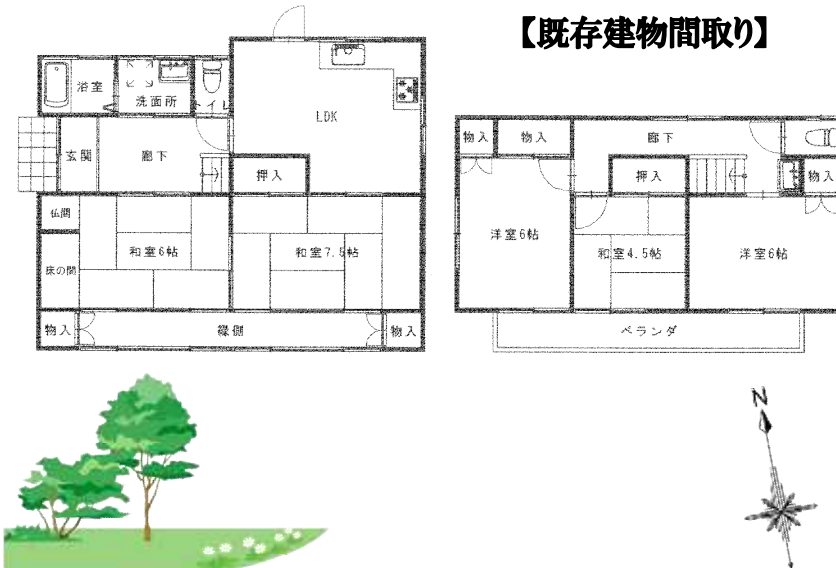 【既存建物間取り】
浴室
洗面所
トイレ
LDK
玄関
廊下
押入
仏間
床の間
和室6帖
和室7.5帖
物入
縁側
物入
物入
物入
廊下
押入
物入
洋室6帖
和室4.5帖
洋室6帖
ベランダ
N